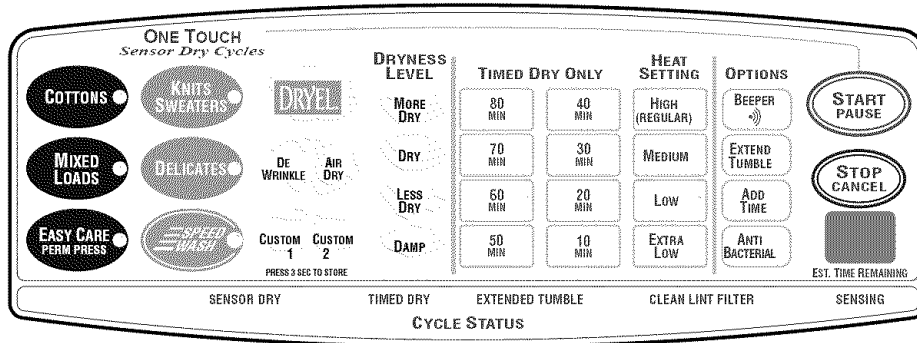 ONE TOUCH
Sensor Dry Cycles
COTTONS
KNITS
SWEATERS
DRYEL
MIXED
LOADS
DELICATES
DE
WRINKLE
AIR
DRY
EASY CARE
PERM PRESS
SPEED
WASH
CUSTOM
1
CUSTOM
2
PRESS 3 SEC TO STORE
DRYNESS
LEVEL
MORE
DRY
DRY
LESS
DRY
DAMP
TIMED DRY ONLY
80
MIN
40
MIN
70
MIN
30
MIN
60
MIN
20
MIN
50
MIN
10
MIN
HEAT
SETTING
HIGH
(REGULAR)
MEDIUM
LOW
EXTRA
LOW
OPTIONS
BEEPER
EXTEND
TUMBLE
ADD
TIME
ANTI
BACTERIAL
START
PAUSE
STOP
CANCEL
EST. TIME REMAINING
SENSOR DRY TIMED DRY EXTENDED TUMBLE CLEAN LINT FILTER SENSING
CYCLE STATUS